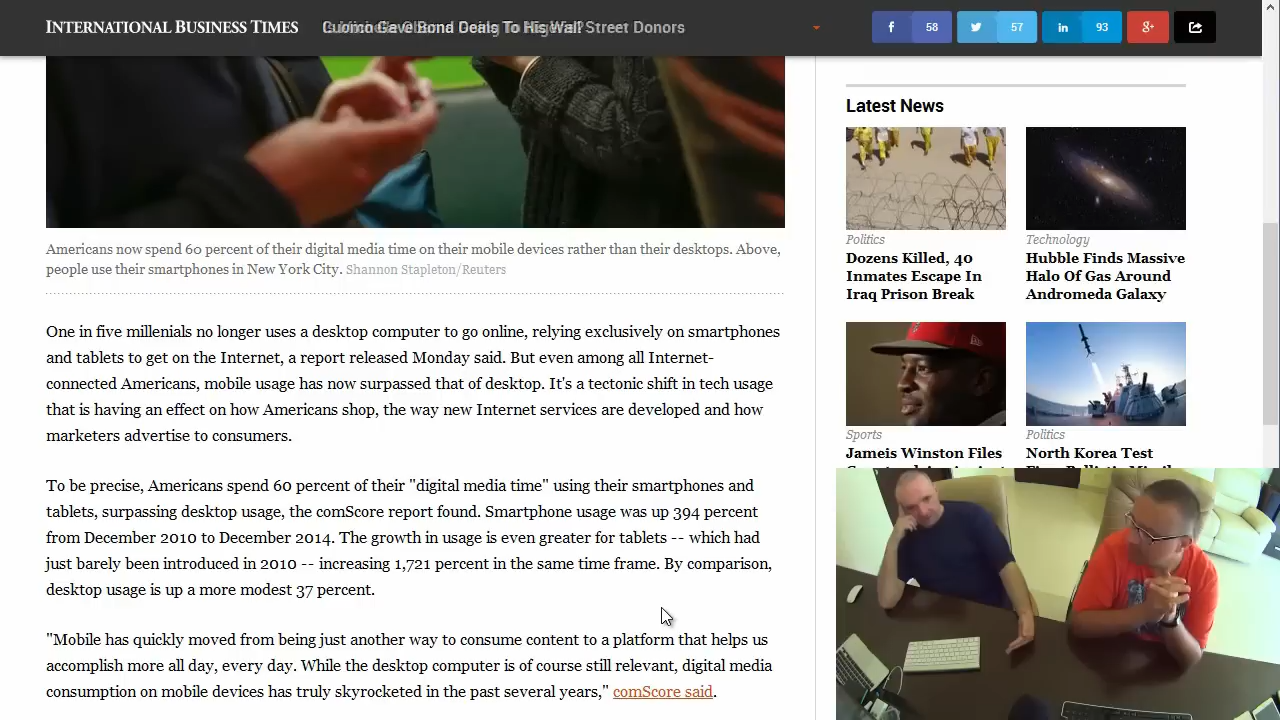 INTERNATIONAL BUSINESS TIMES
Cuomo Gave Bond Deals To His Wall Street Donors
58
57
93
Latest News
Americans now spend 60 percent of their digital media time on their mobile devices rather than their desktops. Above,
people use their smartphones in New York City. Shannon Stapleton/Reuters
One in five millenials no longer uses a desktop computer to go online, relying exclusively on smartphones
and tablets to get on the Internet, a report released Monday said. But even among all Internet-
connected Americans, mobile usage has now surpassed that of desktop. It's a tectonic shift in tech usage
that is having an effect on how Americans shop, the way new Internet services are developed and how
marketers advertise to consumers.
To be precise, Americans spend 60 percent of their "digital media time" using their smartphones and
tablets, surpassing desktop usage, the comScore report found. Smartphone usage was up 394 percent
from December 2010 to December 2014. The growth in usage is even greater for tablets -- which had
just barely been introduced in 2010 -- increasing 1,721 percent in the same time frame. By comparison,
desktop usage is up a more modest 37 percent.
"Mobile has quickly moved from being just another way to consume content to a platform that helps us
accomplish more all day, every day. While the desktop computer is of course still relevant, digital media
consumption on mobile devices has truly skyrocketed in the past several years," comScore said.
Politics
Dozens Killed, 40
Inmates Escape In
Iraq Prison Break
Technology
Hubble Finds Massive
Halo Of Gas Around
Andromeda Galaxy
Sports
Jameis Winston Files
Politics
North Korea Test